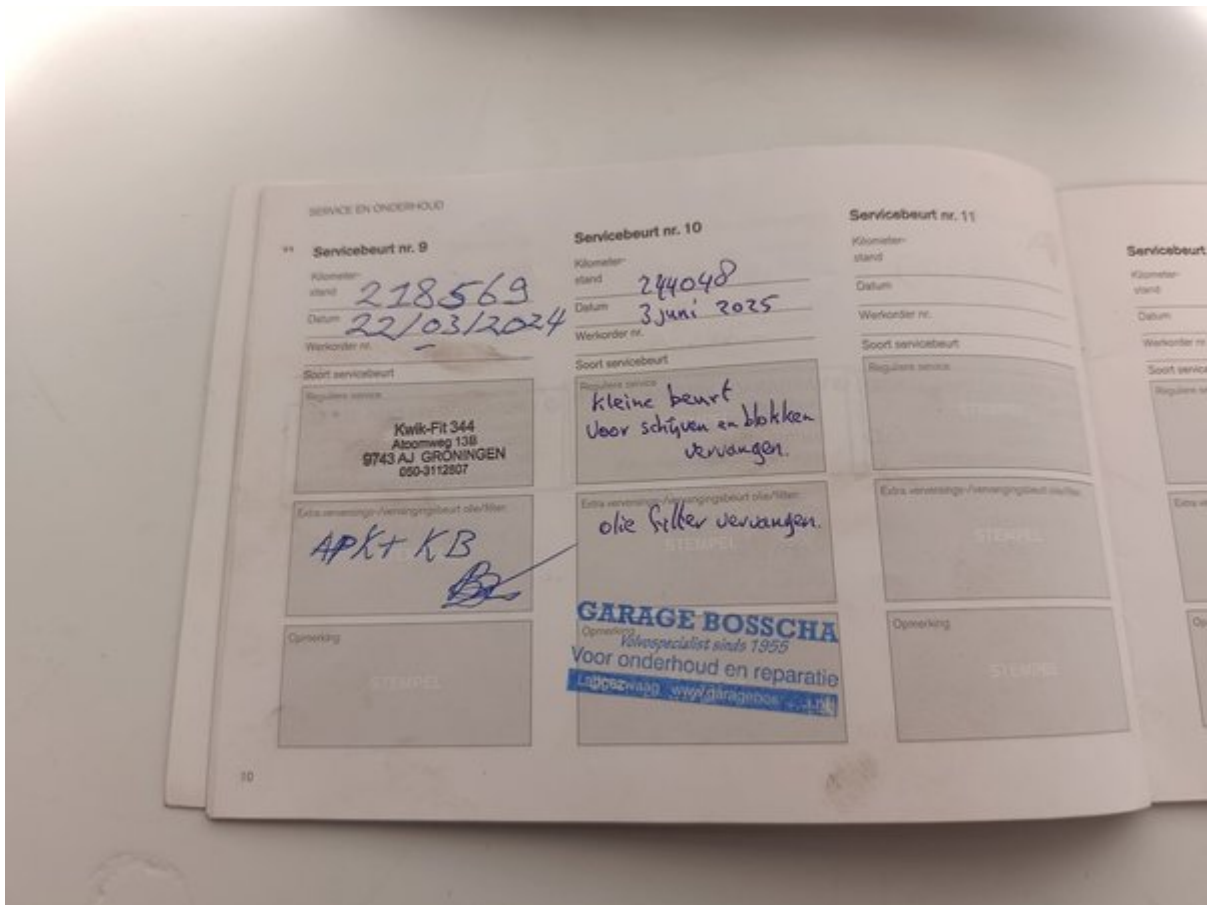 SERVICE EN ONDERHOUD
Servicebeurt nr. 9
Kilometer-
stand 218569
Datum 22/03/2024
Werkorder nr. -
Soort servicebeurt
Reguliere service
Kwik-Fit 344
Atoomweg 13B
9743 AJ GRONINGEN
050-3112807
Extra verversings-/vervangingsbeurt olie/filter:
APK+ KB
Opmerking
STEMPEL
10
Servicebeurt nr. 10
Kilometer-
stand 244048
Datum 3 juni 2025
Werkorder nr.
Soort servicebeurt
Reguliere service
Kleine beurt
Voor schijven en blokken
vervangen.
Extra verversings-/vervangingsbeurt olie/filter:
olie filter vervangen.
STEMPEL
GARAGE BOSSCHA
Opmerking
Volvospecialist sinds 1955
Voor onderhoud en reparatie
Servicebeurt nr. 11
Kilometer-
stand
Datum
Werkorder nr.
Soort servicebeurt
Reguliere service
STEMPEL
Extra verversings-/vervangingsbeurt olie/filter:
STEMPEL
Opmerking
STEMPEL
Servicebeurt
Kilometer-
stand
Datum
Werkorder nr
Soort service